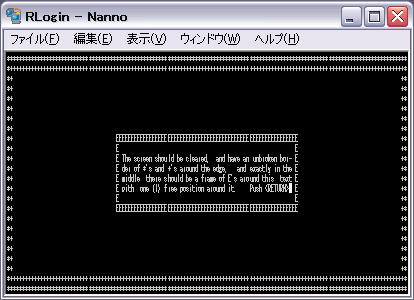 RLogin - Nanno
ファイル(F) 編集(E) 表示(V) ウィンドウ(W) ヘルプ(H)
The screen should be cleared, and have an unbroken bor-
der of *'s and +'s around the edge, and exactly in the
middle there should be a frame of E's around this text
with one (1) free position around it. Push <RETURN>